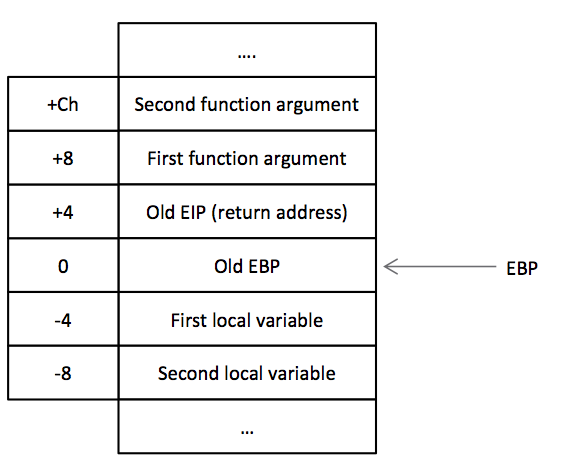 ....
+Ch Second function argument
+8 First function argument
+4 Old EIP (return address)
0 Old EBP EBP
-4 First local variable
-8 Second local variable
...